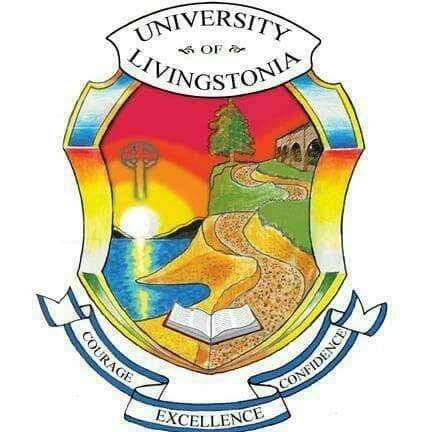 UNIVERSITY
OF
LIVINGSTONIA
COURAGE
EXCELLENCE
CONFIDENCE